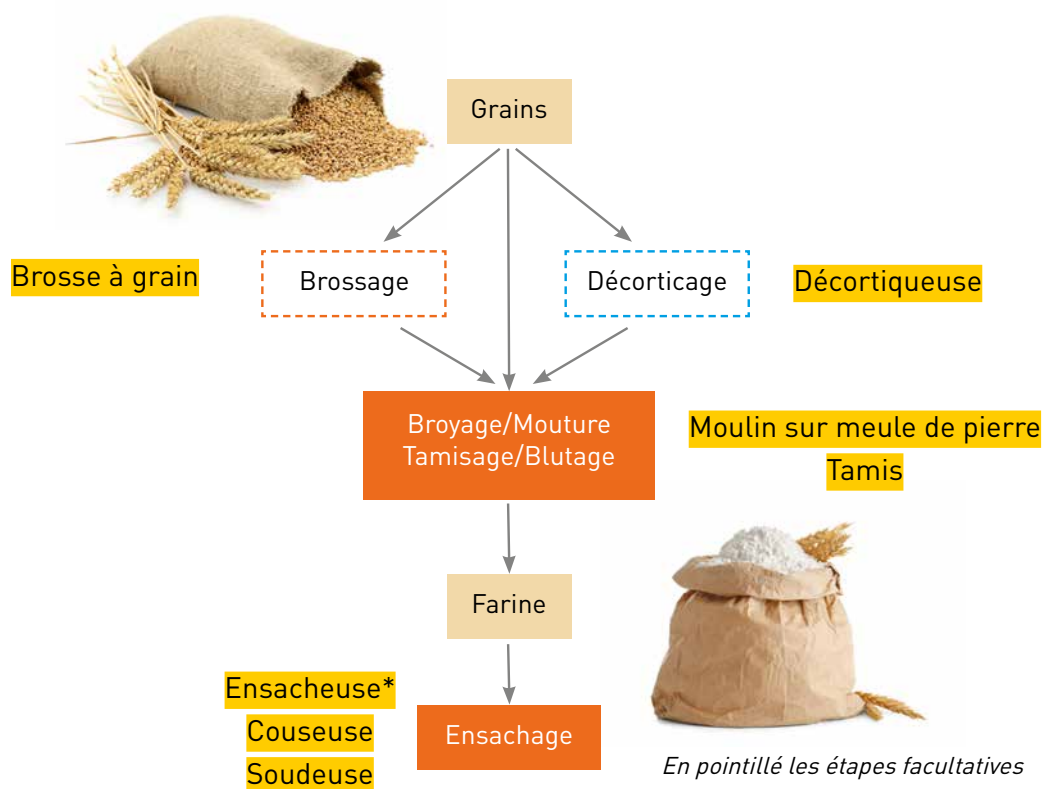 Grains
Brosse à grain
Brossage
Décorticage
Décortiqueuse
Broyage/Mouture
Tamisage/Blutage
Moulin sur meule de pierre
Tamis
Farine
Ensacheuse*
Couseuse
Soudeuse
Ensachage
En pointillé les étapes facultatives